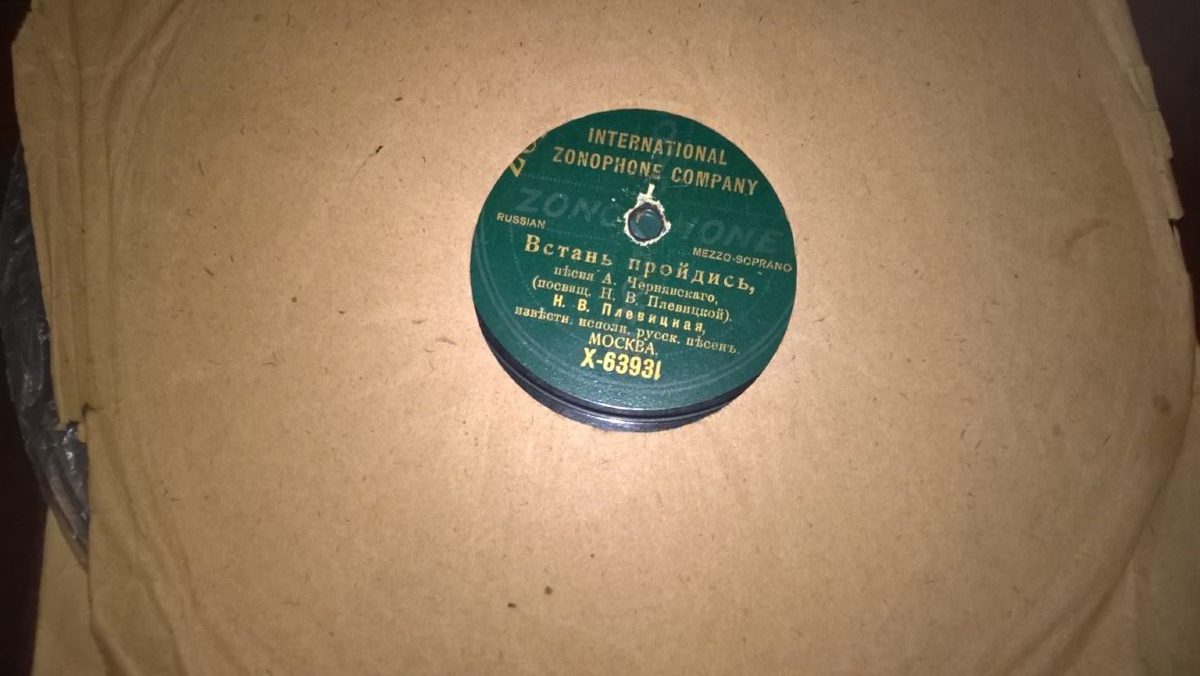 INTERNATIONAL
ZONOPHONE COMPANY
ZONOPHONE
RUSSIAN
MEZZO-SOPRANO
Встань пройдись,
пѣсня А. Чернявскаго,
(посвящ. Н. В. Плевицкой).
Н. В. Плевицкая,
извѣстн. исполн. русск. пѣсенъ.
МОСКВА.
X-63931